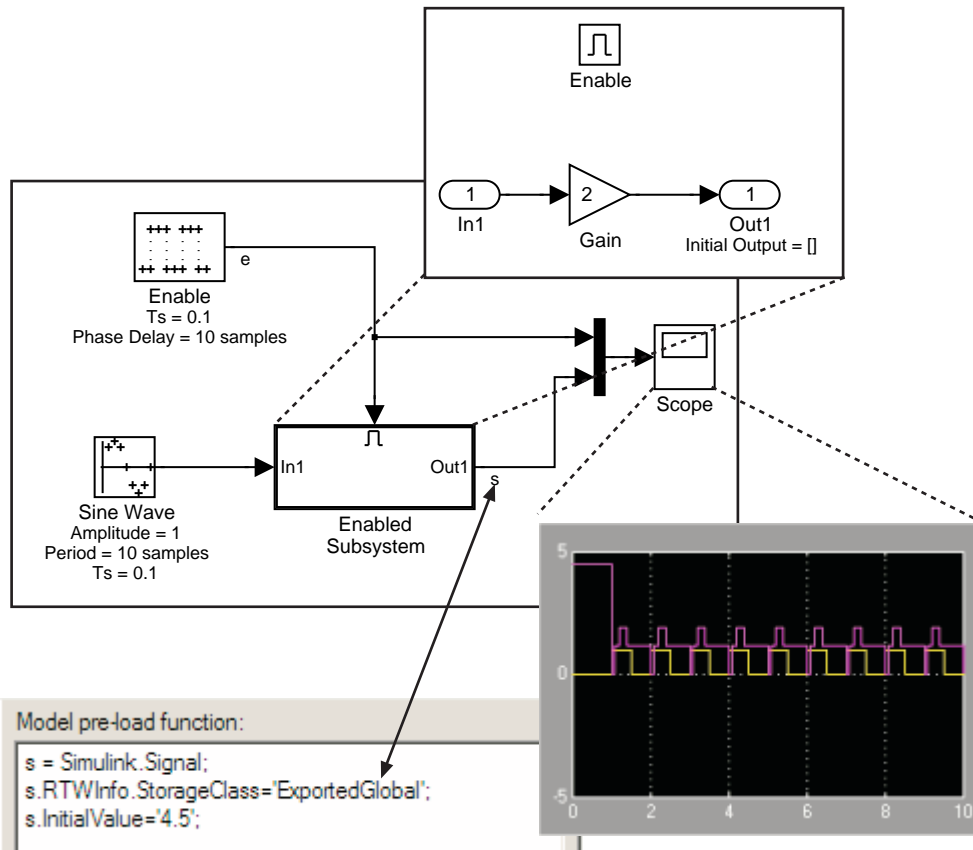 Enable
1
In1
2
Gain
1
Out1
Initial Output = []
e
Enable
Ts = 0.1
Phase Delay = 10 samples
Scope
In1
Out1
s
Enabled
Subsystem
Sine Wave
Amplitude = 1
Period = 10 samples
Ts = 0.1
5
0
-5
0
2
4
6
8
10
Model pre-load function:
s = Simulink.Signal;
s.RTWInfo.StorageClass='ExportedGlobal';
s.InitialValue='4.5';